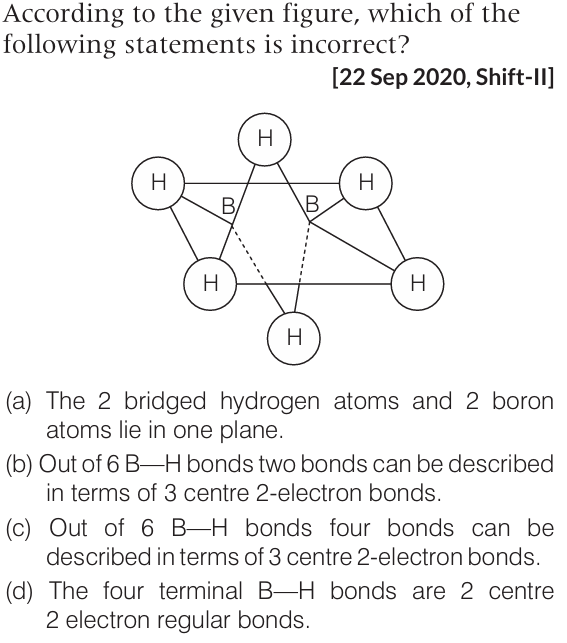 According to the given figure, which of the
following statements is incorrect?
[22 Sep 2020, Shift-II]
H
H
H
B
B
H
H
H
(a) The 2 bridged hydrogen atoms and 2 boron
atoms lie in one plane.
(b) Out of 6 B—H bonds two bonds can be described
in terms of 3 centre 2-electron bonds.
(c) Out of 6 B—H bonds four bonds can be
described in terms of 3 centre 2-electron bonds.
(d) The four terminal B—H bonds are 2 centre
2 electron regular bonds.